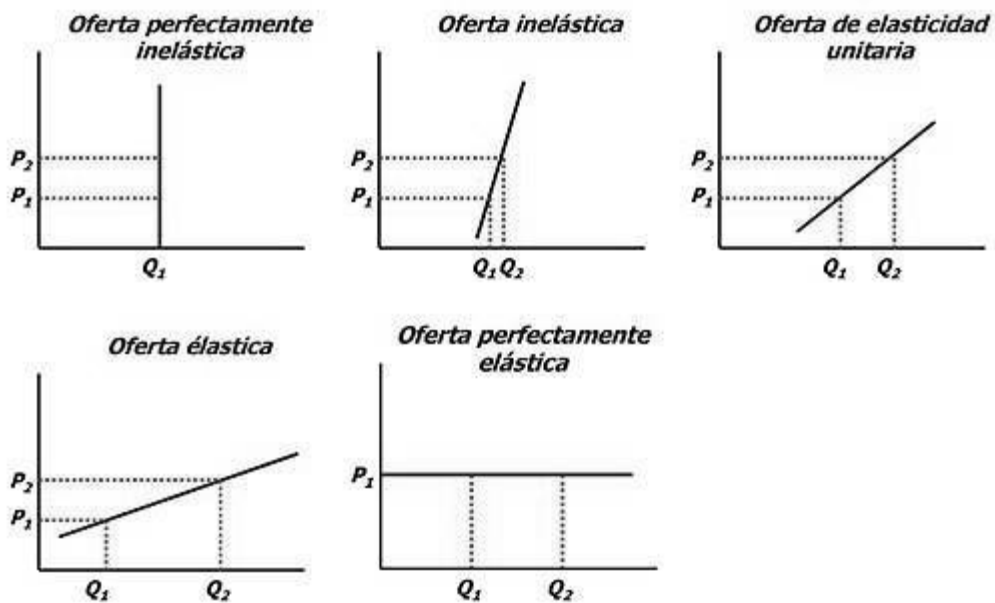 Oferta perfectamente
inelástica
P₂
P₁
Q₁
Oferta inelástica
P₂
P₁
Q₁ Q₂
Oferta de elasticidad
unitaria
P₂
P₁
Q₁ Q₂
Oferta élastica
P₂
P₁
Q₁ Q₂
Oferta perfectamente
elástica
P₁
Q₁ Q₂